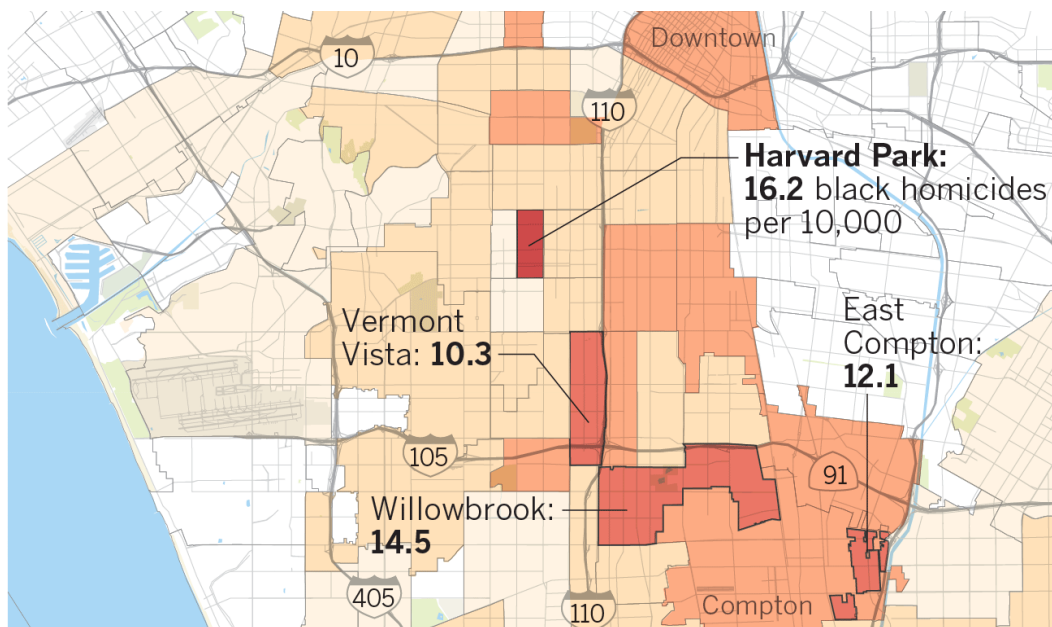 Downtown
10
110
Harvard Park:
16.2 black homicides
per 10,000
Vermont
Vista: 10.3
East
Compton:
12.1
105
91
Willowbrook:
14.5
405
110
Compton